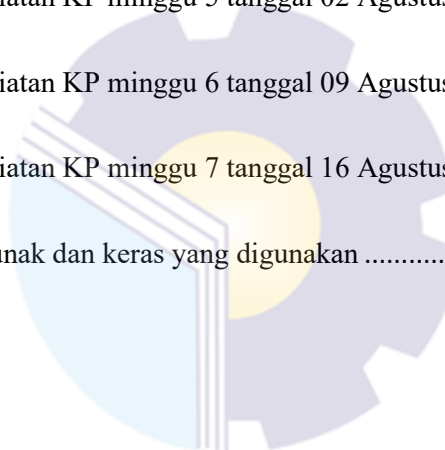 iatan KP minggu 5 tanggal 02 Agustus
iatan KP minggu 6 tanggal 09 Agustus
iatan KP minggu 7 tanggal 16 Agustus
unak dan keras yang digunakan ............